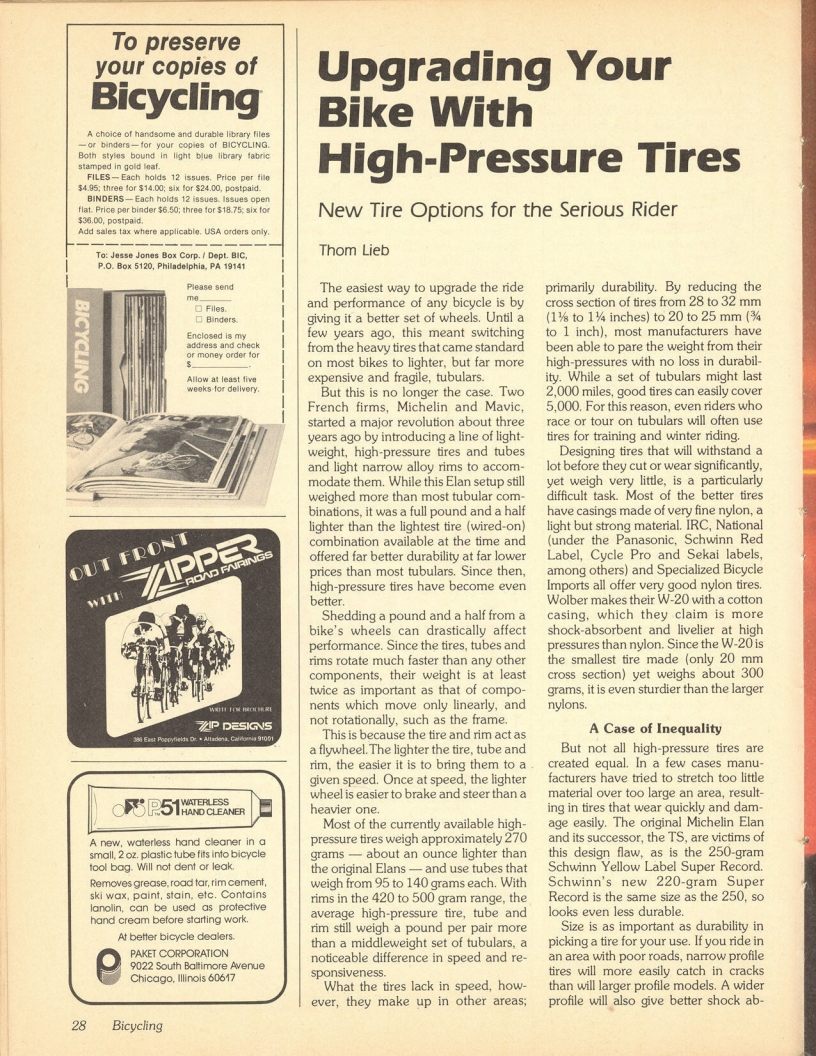 To preserve
your copies of
Bicycling
A choice of handsome and durable library files
—or binders—for your copies of BICYCLING.
Both styles bound in light blue library fabric
stamped in gold leaf.
FILES—Each holds 12 issues. Price per file
$4.95; three for $14.00; six for $24.00, postpaid.
BINDERS—Each holds 12 issues. Issues open
flat. Price per binder $6.50; three for $18.75; six for
$36.00, postpaid.
Add sales tax where applicable. USA orders only.
To: Jesse Jones Box Corp. / Dept. BIC,
P.O. Box 5120, Philadelphia, PA 19141
Please send
me______
□ Files.
□ Binders.
Enclosed is my
address and check
or money order for
$__________.
Allow at least five
weeks for delivery.
BICYCLING
OUT FRONT
WITH
ZAPPER
ROAD FAIRINGS
WRITE FOR BROCHURE
ZIP DESIGNS
386 East Poppyfields Dr. • Altadena, California 91001
P.51 WATERLESS
HAND CLEANER
A new, waterless hand cleaner in a
small, 2 oz. plastic tube fits into bicycle
tool bag. Will not dent or leak.
Removes grease, road tar, rim cement,
ski wax, paint, stain, etc. Contains
lanolin, can be used as protective
hand cream before starting work.
At better bicycle dealers.
PAKET CORPORATION
9022 South Baltimore Avenue
Chicago, Illinois 60617
Upgrading Your
Bike With
High-Pressure Tires
New Tire Options for the Serious Rider
Thom Lieb
The easiest way to upgrade the ride
and performance of any bicycle is by
giving it a better set of wheels. Until a
few years ago, this meant switching
from the heavy tires that came standard
on most bikes to lighter, but far more
expensive and fragile, tubulars.
But this is no longer the case. Two
French firms, Michelin and Mavic,
started a major revolution about three
years ago by introducing a line of light-
weight, high-pressure tires and tubes
and light narrow alloy rims to accom-
modate them. While this Elan setup still
weighed more than most tubular com-
binations, it was a full pound and a half
lighter than the lightest tire (wired-on)
combination available at the time and
offered far better durability at far lower
prices than most tubulars. Since then,
high-pressure tires have become even
better.
Shedding a pound and a half from a
bike's wheels can drastically affect
performance. Since the tires, tubes and
rims rotate much faster than any other
components, their weight is at least
twice as important as that of compo-
nents which move only linearly, and
not rotationally, such as the frame.
This is because the tire and rim act as
a flywheel. The lighter the tire, tube and
rim, the easier it is to bring them to a
given speed. Once at speed, the lighter
wheel is easier to brake and steer than a
heavier one.
Most of the currently available high-
pressure tires weigh approximately 270
grams — about an ounce lighter than
the original Elans — and use tubes that
weigh from 95 to 140 grams each. With
rims in the 420 to 500 gram range, the
average high-pressure tire, tube and
rim still weigh a pound per pair more
than a middleweight set of tubulars, a
noticeable difference in speed and re-
sponsiveness.
What the tires lack in speed, how-
ever, they make up in other areas;
primarily durability. By reducing the
cross section of tires from 28 to 32 mm
(1⅛ to 1¼ inches) to 20 to 25 mm (¾
to 1 inch), most manufacturers have
been able to pare the weight from their
high-pressures with no loss in durabil-
ity. While a set of tubulars might last
2,000 miles, good tires can easily cover
5,000. For this reason, even riders who
race or tour on tubulars will often use
tires for training and winter riding.
Designing tires that will withstand a
lot before they cut or wear significantly,
yet weigh very little, is a particularly
difficult task. Most of the better tires
have casings made of very fine nylon, a
light but strong material. IRC, National
(under the Panasonic, Schwinn Red
Label, Cycle Pro and Sekai labels,
among others) and Specialized Bicycle
Imports all offer very good nylon tires.
Wolber makes their W-20 with a cotton
casing, which they claim is more
shock-absorbent and livelier at high
pressures than nylon. Since the W-20 is
the smallest tire made (only 20 mm
cross section) yet weighs about 300
grams, it is even sturdier than the larger
nylons.
A Case of Inequality
But not all high-pressure tires are
created equal. In a few cases manu-
facturers have tried to stretch too little
material over too large an area, result-
ing in tires that wear quickly and dam-
age easily. The original Michelin Elan
and its successor, the TS, are victims of
this design flaw, as is the 250-gram
Schwinn Yellow Label Super Record.
Schwinn's new 220-gram Super
Record is the same size as the 250, so
looks even less durable.
Size is as important as durability in
picking a tire for your use. If you ride in
an area with poor roads, narrow profile
tires will more easily catch in cracks
than will larger profile models. A wider
profile will also give better shock ab-
28 Bicycling